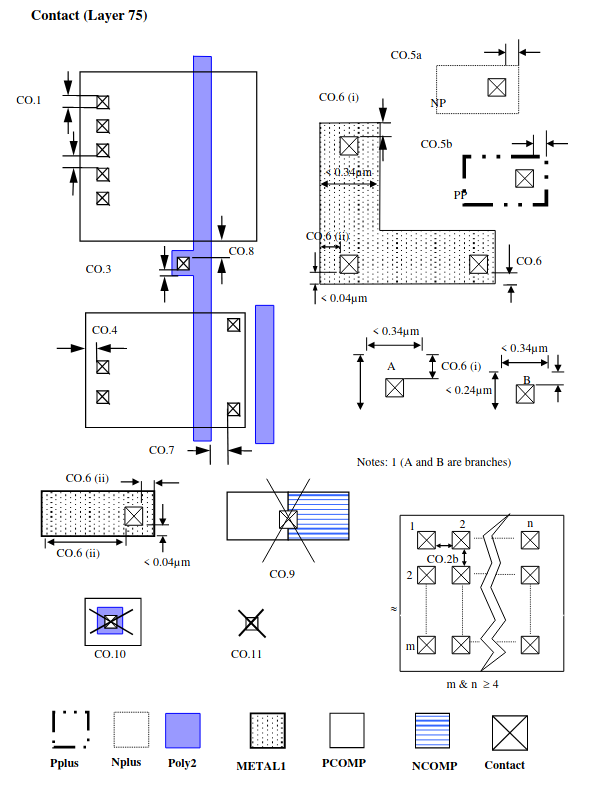 Contact (Layer 75)
CO.5a
CO.1
CO.6 (i)
NP
CO.5b
< 0.34μm
PP
CO.6 (ii)
CO.8
CO.3
CO.6
< 0.04μm
CO.4
< 0.34μm
< 0.34μm
A
CO.6 (i)
B
< 0.24μm
CO.7
Notes: 1 (A and B are branches)
CO.6 (ii)
1
2
n
CO.2b
CO.6 (ii)
< 0.04μm
CO.9
2
≈
m
CO.10
CO.11
m & n ≥ 4
Pplus
Nplus
Poly2
METAL1
PCOMP
NCOMP
Contact